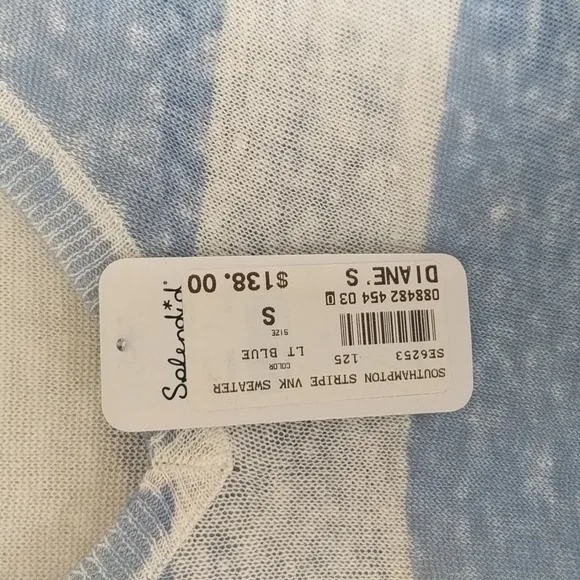 Splendid
SOUTHAMPTON STRIPE VNK SWEATER
SE6253 125
COLOR
LT BLUE
SIZE
S
088482 454 03 0
DIANE'S
$138.00